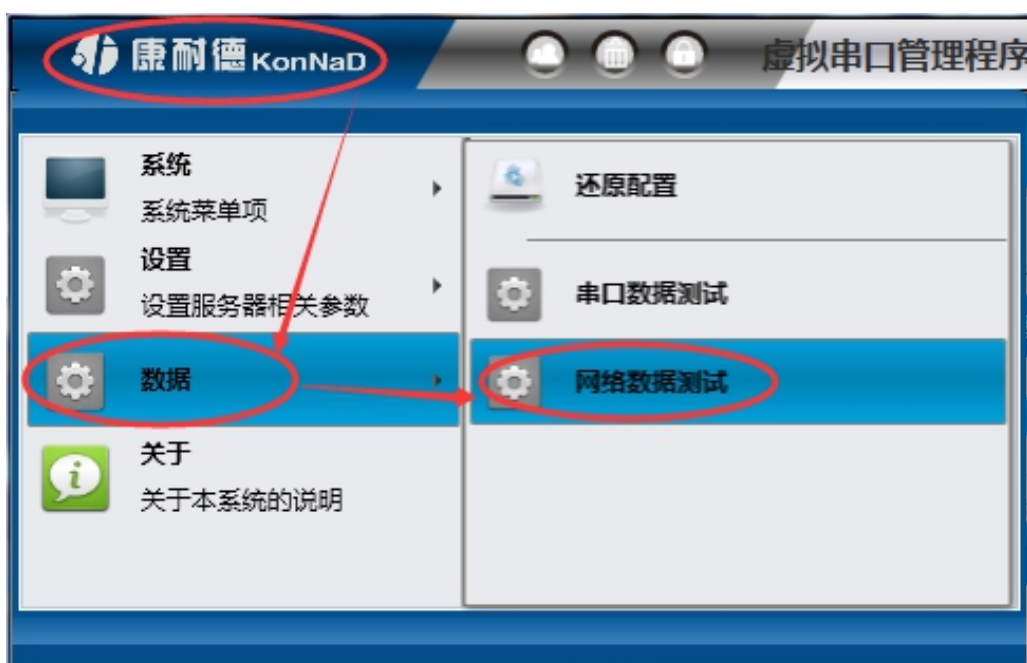 康耐德 KonNaD
虚拟串口管理程序
系统
系统菜单项
设置
设置服务器相关参数
数据
关于
关于本系统的说明
还原配置
串口数据测试
网络数据测试